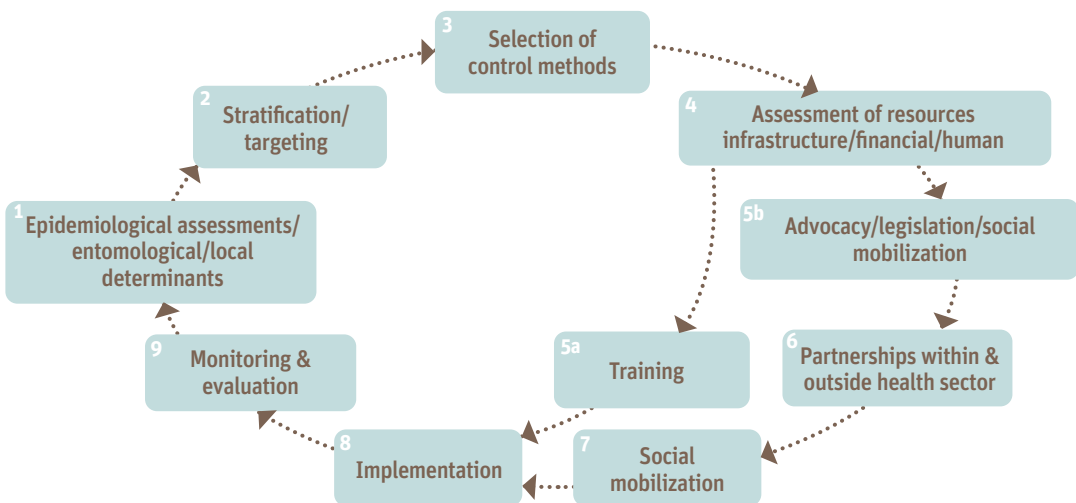 1
Epidemiological assessments/
entomological/local
determinants
2
Stratification/
targeting
3
Selection of
control methods
4
Assessment of resources
infrastructure/financial/human
5a
Training
5b
Advocacy/legislation/social
mobilization
6
Partnerships within &
outside health sector
7
Social
mobilization
8
Implementation
9
Monitoring &
evaluation